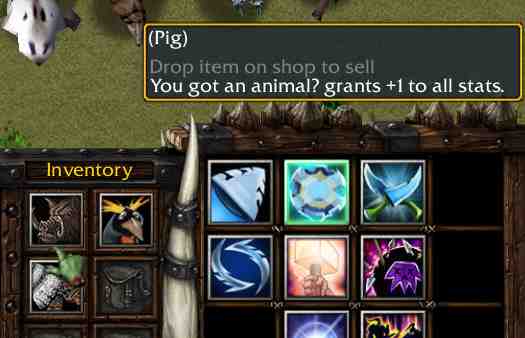 (Pig)
Drop item on shop to sell
You got an animal? grants +1 to all stats.
Inventory